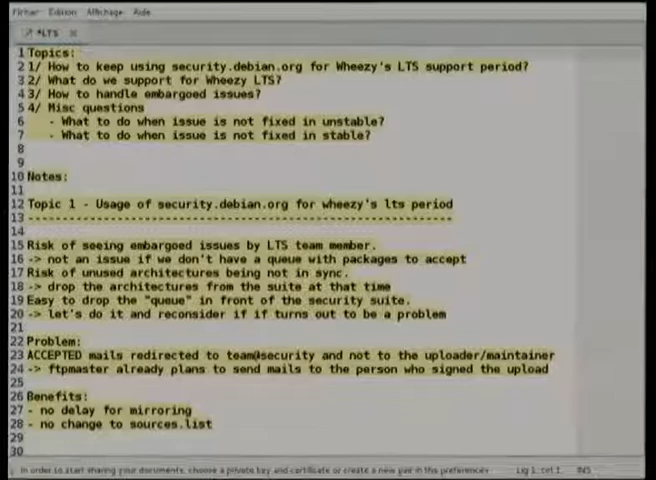 Fichier Edition Affichage Aide
*LTS
1 Topics:
2 1/ How to keep using security.debian.org for Wheezy's LTS support period?
3 2/ What do we support for Wheezy LTS?
4 3/ How to handle embargoed issues?
5 4/ Misc questions
6 - What to do when issue is not fixed in unstable?
7 - What to do when issue is not fixed in stable?
8
9
10 Notes:
11
12 Topic 1 - Usage of security.debian.org for wheezy's lts period
13 --------------------------------------------------------------
14
15 Risk of seeing embargoed issues by LTS team member.
16 -> not an issue if we don't have a queue with packages to accept
17 Risk of unused architectures being not in sync.
18 -> drop the architectures from the suite at that time
19 Easy to drop the "queue" in front of the security suite.
20 -> let's do it and reconsider if if turns out to be a problem
21
22 Problem:
23 ACCEPTED mails redirected to team@security and not to the uploader/maintainer
24 -> ftpmaster already plans to send mails to the person who signed the upload
25
26 Benefits:
27 - no delay for mirroring
28 - no change to sources.list
29
30
In order to start sharing your documents, choose a private key and certificate or create a new pair in this preferences Lig 1, col 1 INS